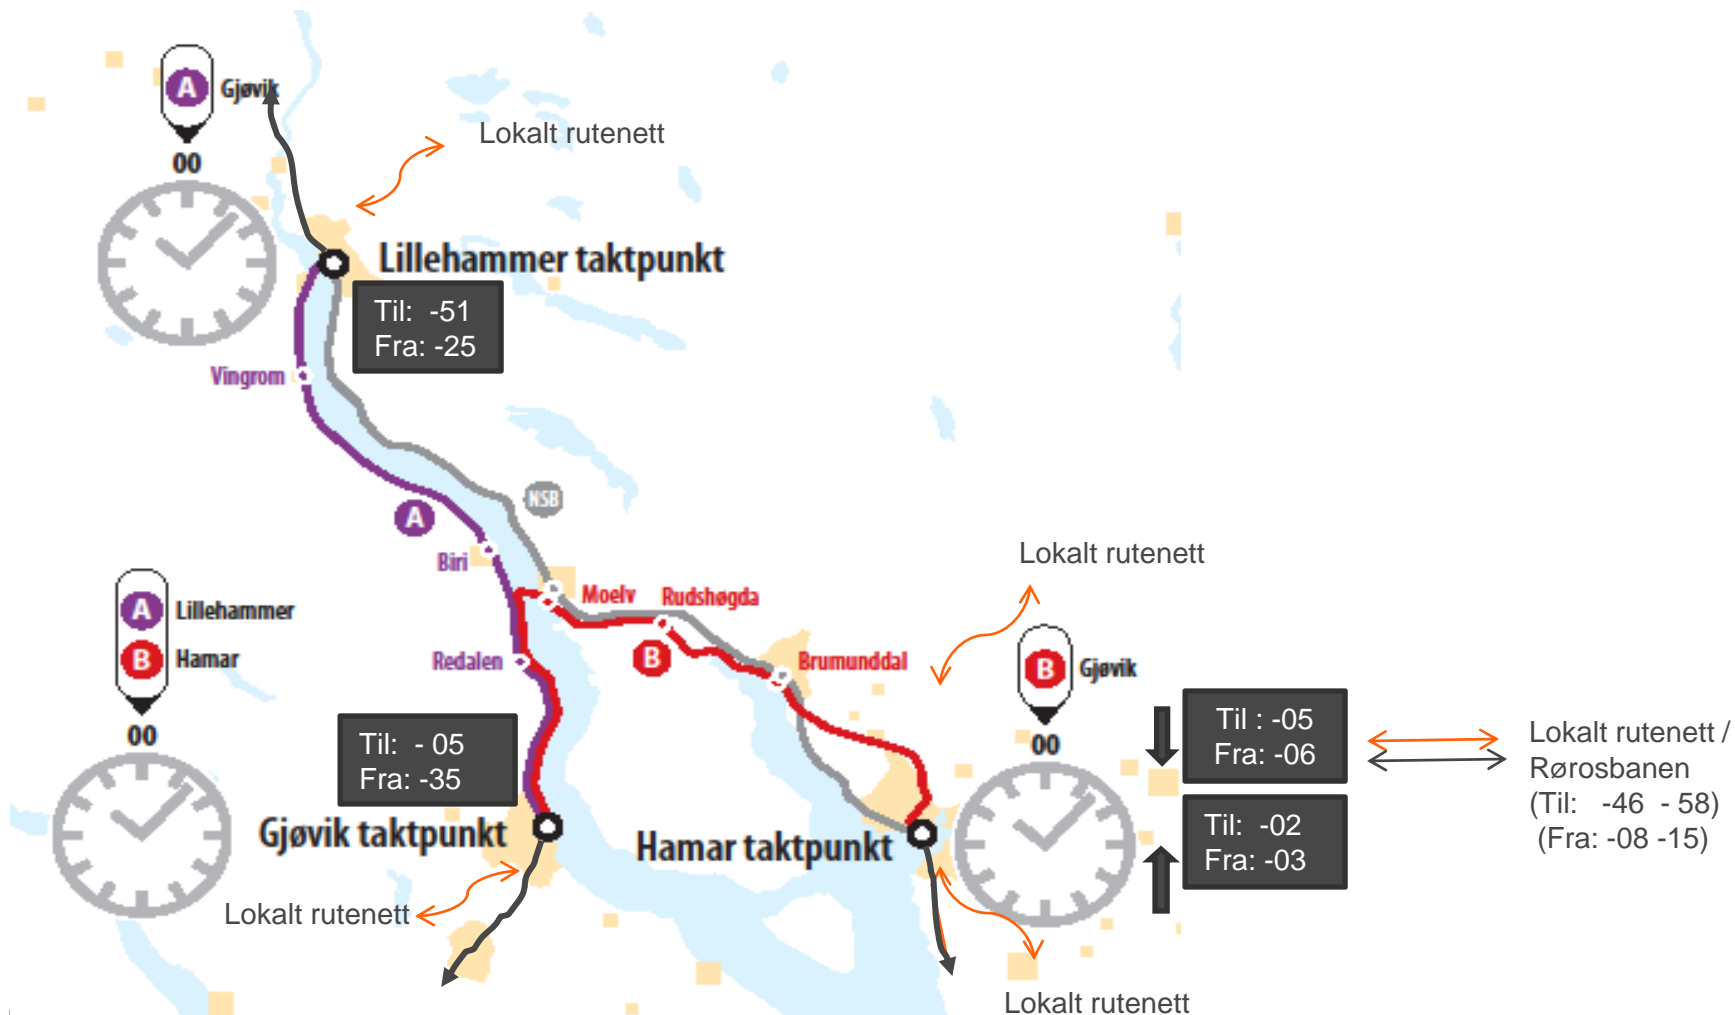 A Gjøvik
00
Lokalt rutenett
Lillehammer taktpunkt
Til: -51
Fra: -25
Vingrom
NSB
A
Biri
Moelv
Rudshøgda
Lokalt rutenett
A Lillehammer
B Hamar
00
Redalen
B
Brumunddal
B Gjøvik
00
Til: - 05
Fra: -35
Til : -05
Fra: -06
Lokalt rutenett /
Rørosbanen
(Til: -46 - 58)
(Fra: -08 -15)
Til: -02
Fra: -03
Gjøvik taktpunkt
Hamar taktpunkt
Lokalt rutenett
Lokalt rutenett